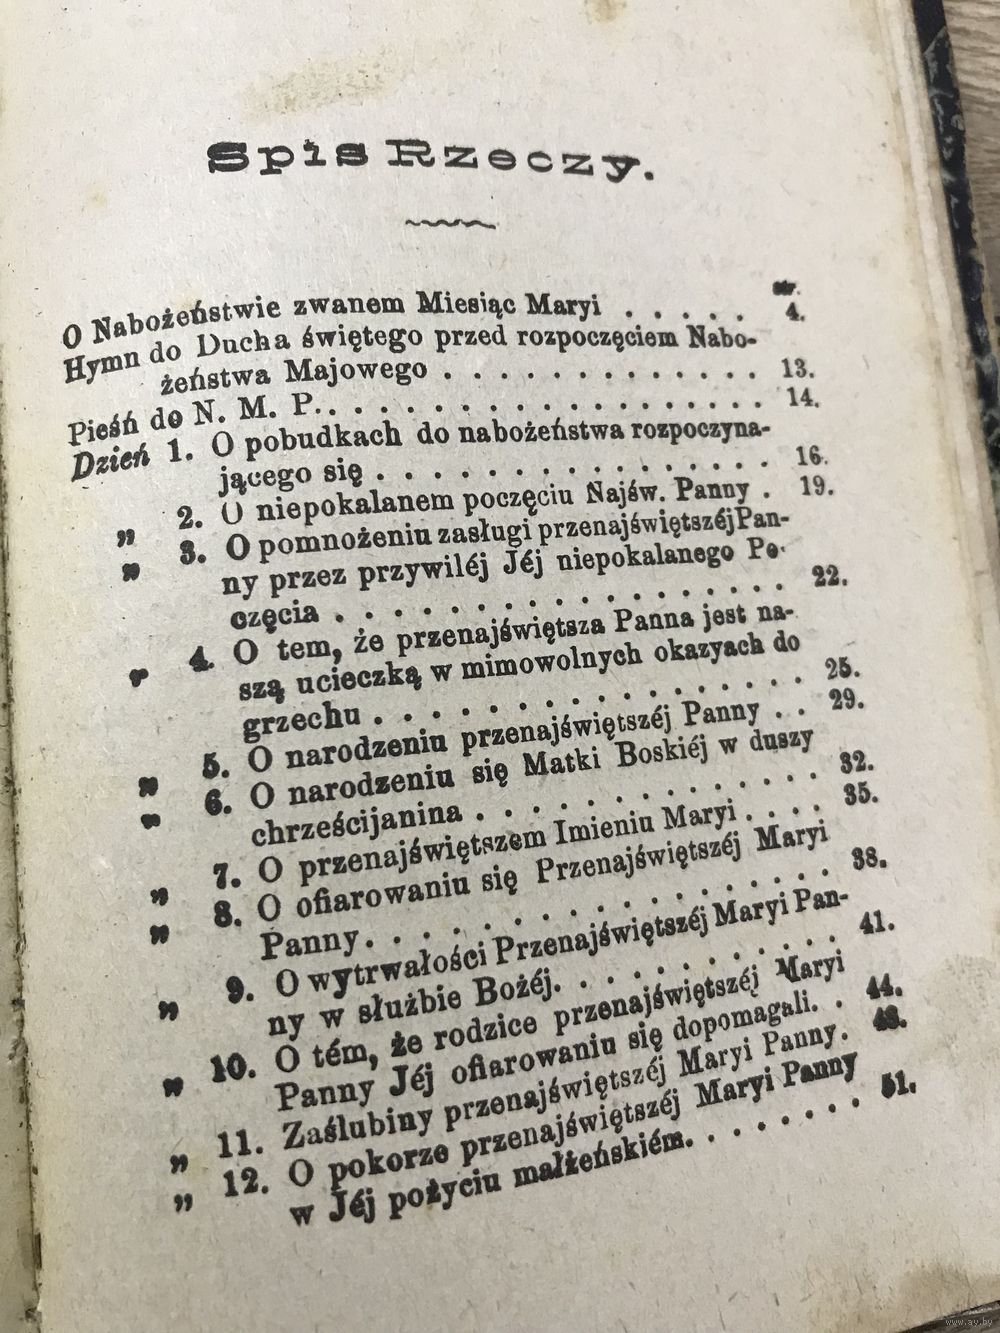 Spis Rzeczy.
str.
O Nabożeństwie zwanem Miesiąc Maryi . . . . . 4.
Hymn do Ducha świętego przed rozpoczęciem Nabo-
żeństwa Majowego . . . . . . . . . . . . 13.
Pieśń do N. M. P. . . . . . . . . . . . . . . . . 14.
Dzień 1. O pobudkach do nabożeństwa rozpoczyna-
jącego się . . . . . . . . . . . . . . 16.
„ 2. O niepokalanem poczęciu Najśw. Panny . 19.
„ 3. O pomnożeniu zasługi przenajświętszéj Pan-
ny przez przywiléj Jéj niepokalanego Po-
częcia . . . . . . . . . . . . . . . . 22.
„ 4. O tem, że przenajświętsza Panna jest na-
szą ucieczką w mimowolnych okazyach do
grzechu . . . . . . . . . . . . . . . 25.
„ 5. O narodzeniu przenajświętszéj Panny . . 29.
„ 6. O narodzeniu się Matki Boskiéj w duszy
chrześcijanina . . . . . . . . . . . . 32.
„ 7. O przenajświętszem Imieniu Maryi . . . . 35.
„ 8. O ofiarowaniu się Przenajświętszéj Maryi
Panny . . . . . . . . . . . . . . . . 38.
„ 9. O wytrwałości Przenajświętszéj Maryi Pan-
ny w służbie Bożéj. . . . . . . . . . . 41.
„ 10. O tém, że rodzice przenajświętszéj Maryi
Panny Jéj ofiarowaniu się dopomagali. . 44.
„ 11. Zaślubiny przenajświętszéj Maryi Panny. 48.
„ 12. O pokorze przenajświętszéj Maryi Panny
w Jéj pożyciu małżeńskiém. . . . . . . . 51.
www.ay.by